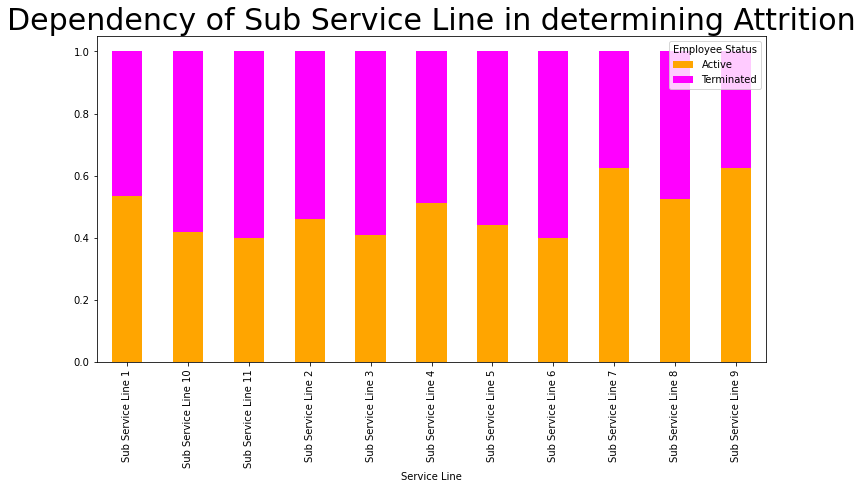 Dependency of Sub Service Line in determining Attrition
Employee Status
Active
Terminated
1.0
0.8
0.6
0.4
0.2
0.0
Sub Service Line 1
Sub Service Line 10
Sub Service Line 11
Sub Service Line 2
Sub Service Line 3
Sub Service Line 4
Sub Service Line 5
Sub Service Line 6
Sub Service Line 7
Sub Service Line 8
Sub Service Line 9
Service Line